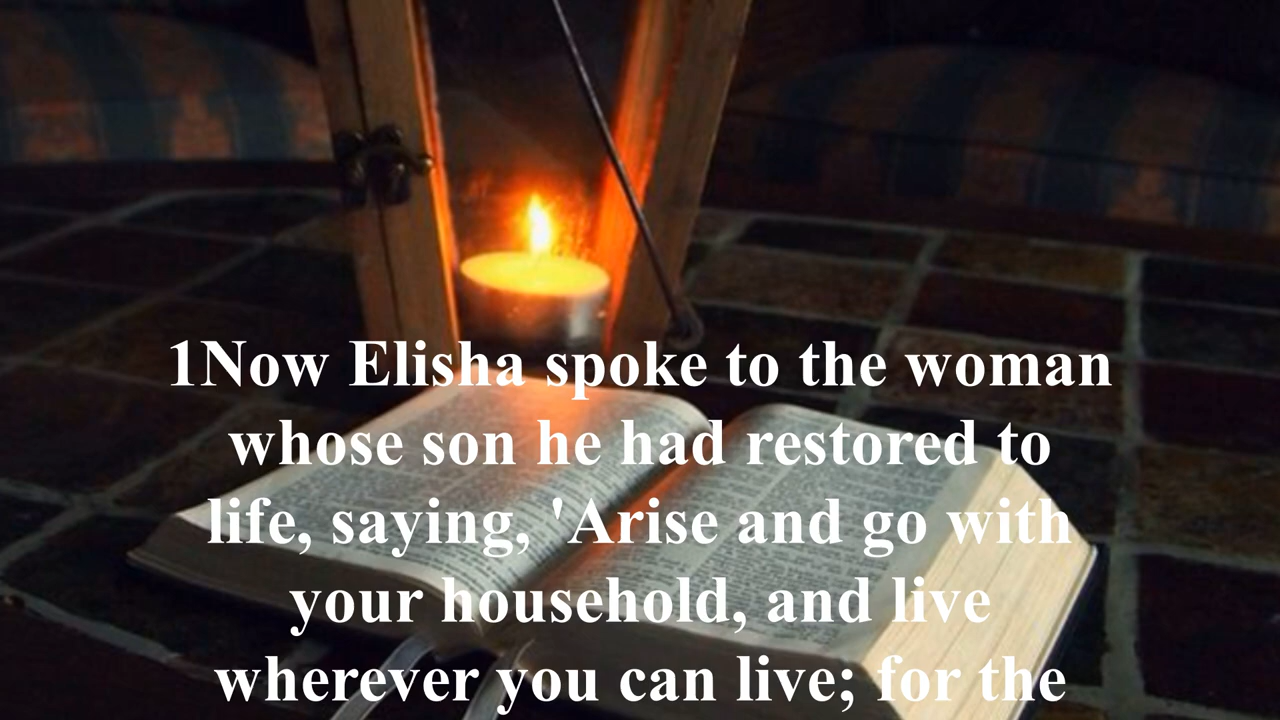 1Now Elisha spoke to the woman
whose son he had restored to
life, saying, 'Arise and go with
your household, and live
wherever you can live; for the